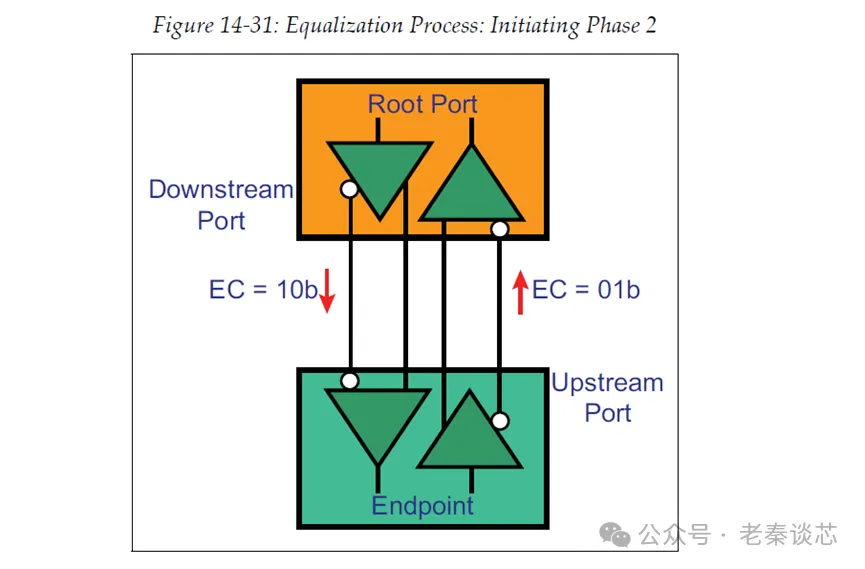 Figure 14-31: Equalization Process: Initiating Phase 2
Root Port
Downstream
Port
EC = 10b
EC = 01b
Upstream
Port
Endpoint
公众号 · 老秦谈芯